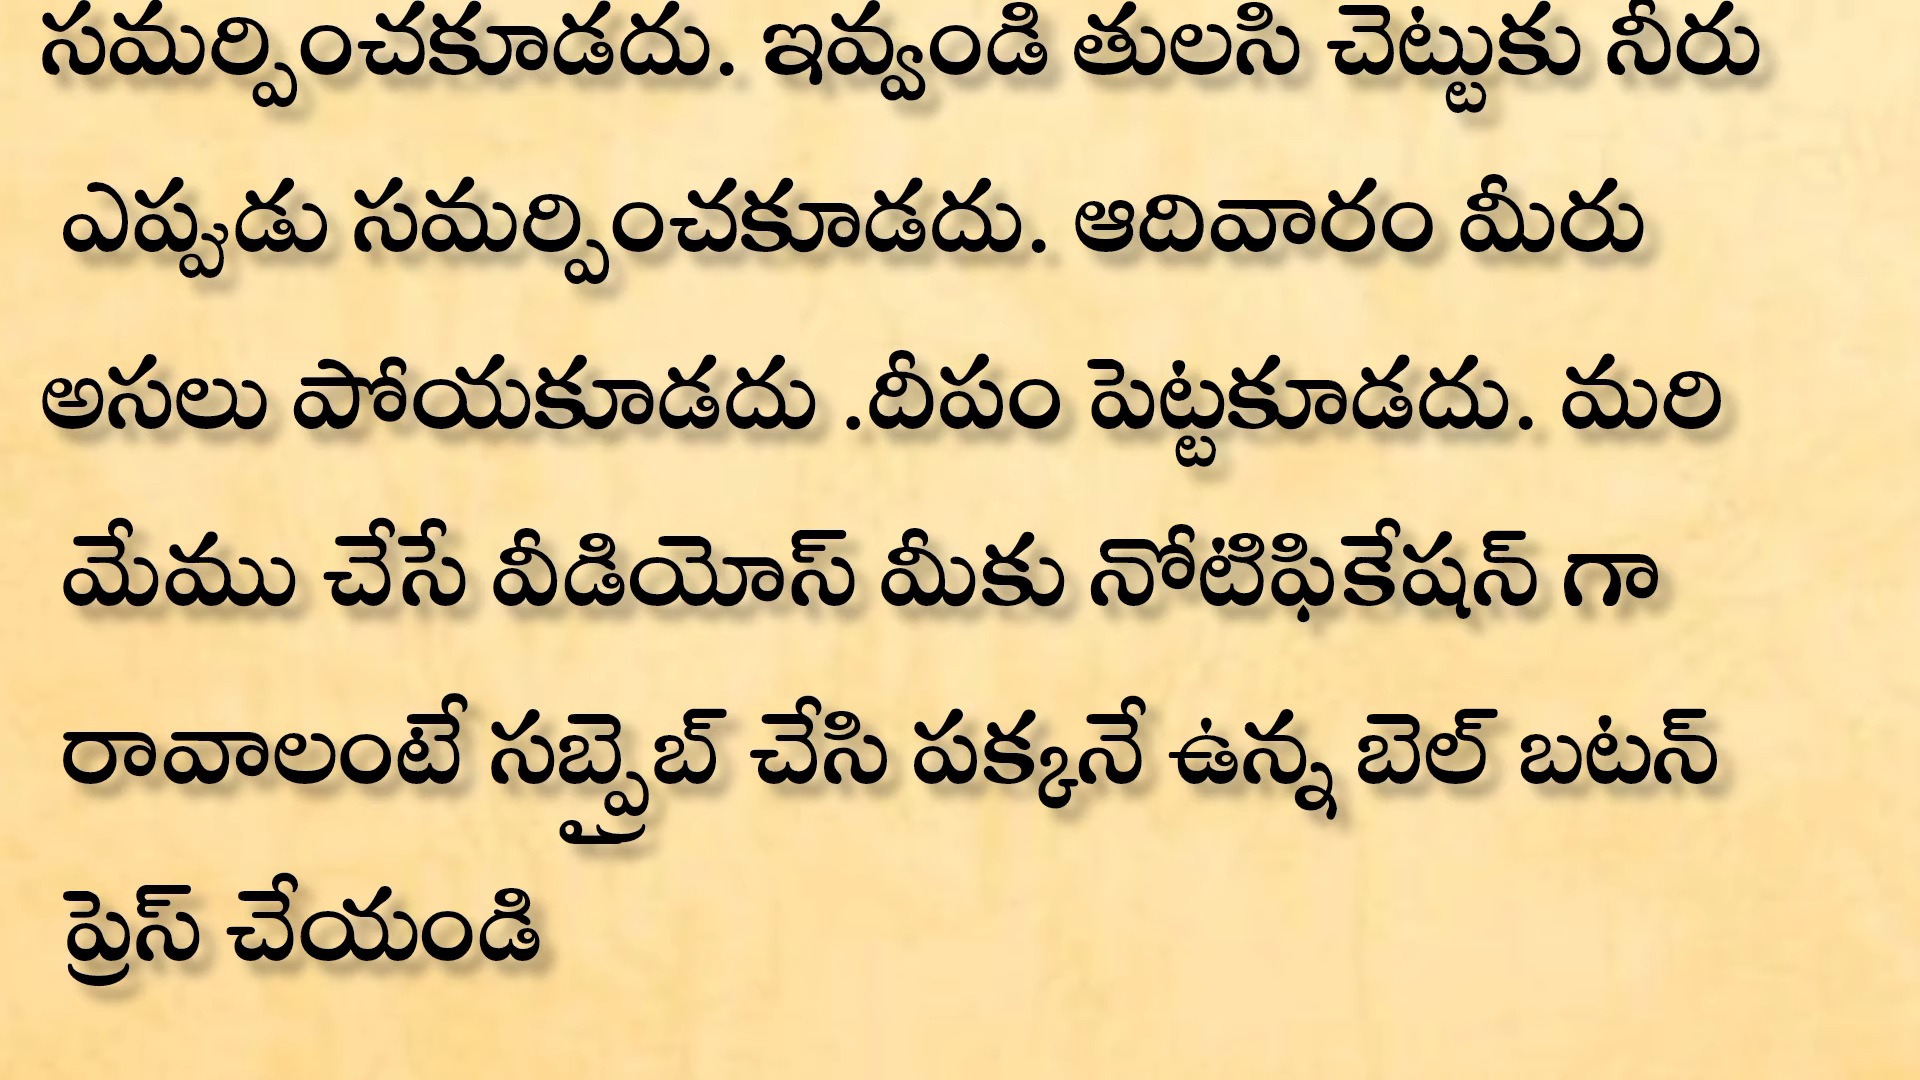 సమర్పించకూడదు. ఇవ్వండి తులసి చెట్టుకు నీరు
ఎప్పుడు సమర్పించకూడదు. ఆదివారం మీరు
అసలు పోయకూడదు .దీపం పెట్టకూడదు. మరి
మేము చేసే వీడియోస్ మీకు నోటిఫికేషన్ గా
రావాలంటే సబ్స్క్రైబ్ చేసి పక్కనే ఉన్న బెల్ బటన్
ప్రెస్ చేయండి